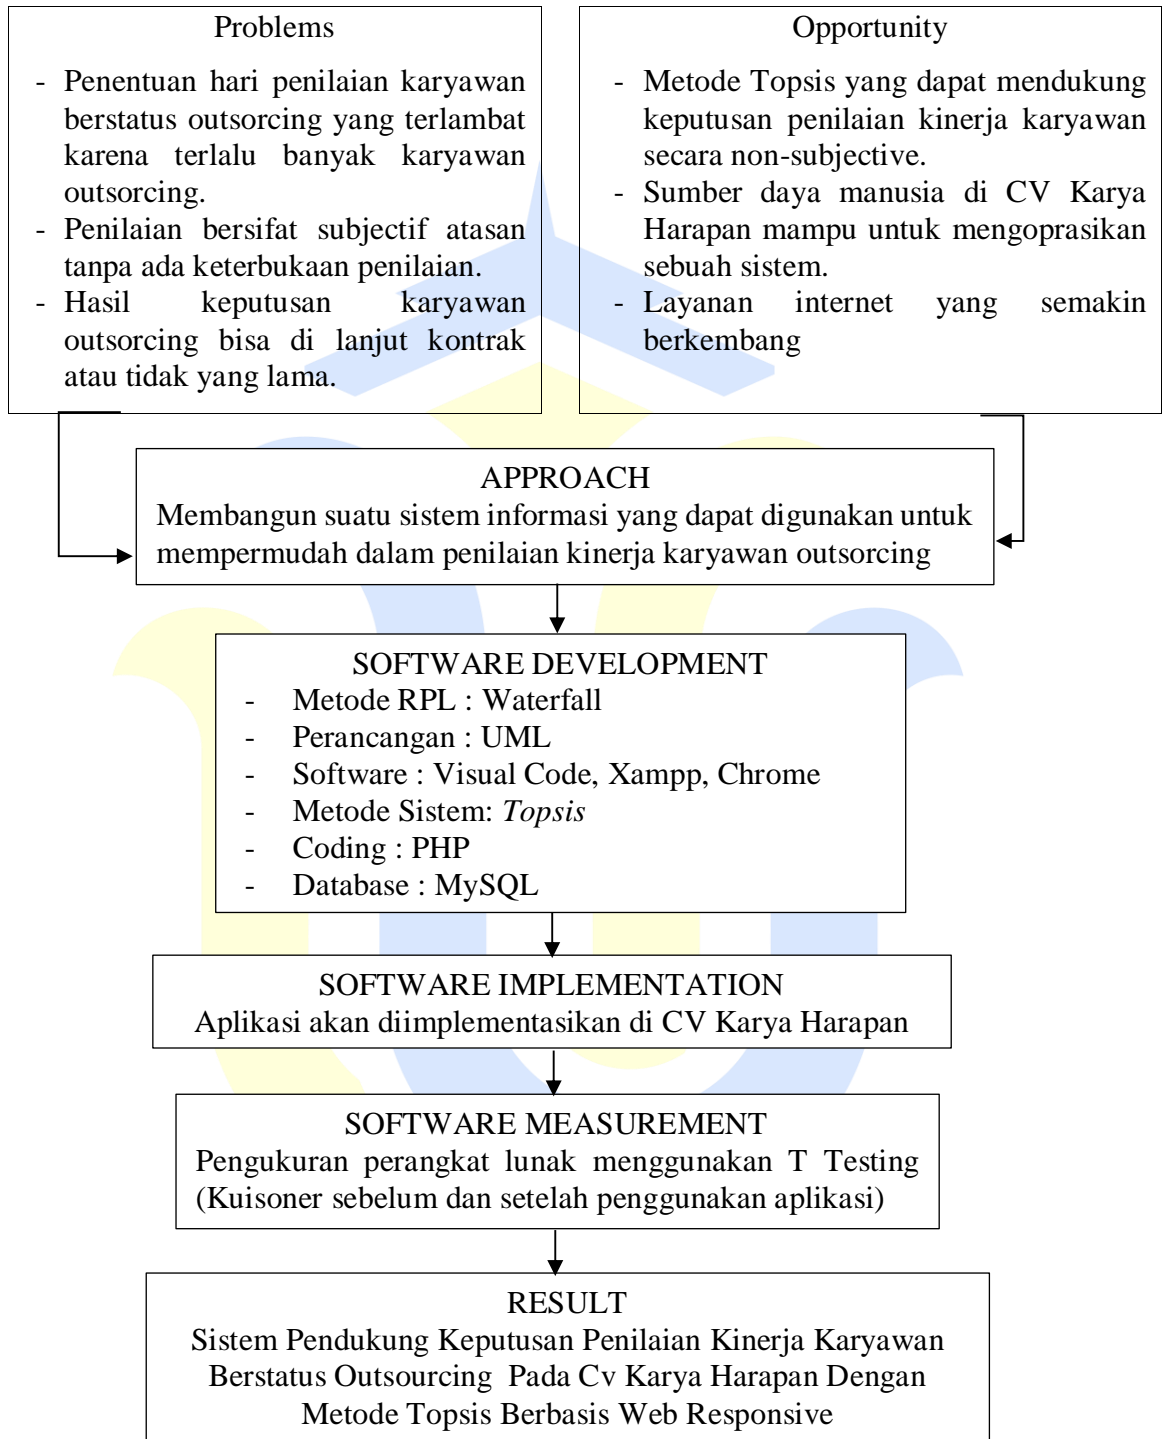 Problems
- Penentuan hari penilaian karyawan
berstatus outsorcing yang terlambat
karena terlalu banyak karyawan
outsorcing.
- Penilaian bersifat subjectif atasan
tanpa ada keterbukaan penilaian.
- Hasil keputusan karyawan
outsorcing bisa di lanjut kontrak
atau tidak yang lama.
Opportunity
- Metode Topsis yang dapat mendukung
keputusan penilaian kinerja karyawan
secara non-subjective.
- Sumber daya manusia di CV Karya
Harapan mampu untuk mengoprasikan
sebuah sistem.
- Layanan internet yang semakin
berkembang
APPROACH
Membangun suatu sistem informasi yang dapat digunakan untuk
mempermudah dalam penilaian kinerja karyawan outsorcing
SOFTWARE DEVELOPMENT
- Metode RPL : Waterfall
- Perancangan : UML
- Software : Visual Code, Xampp, Chrome
- Metode Sistem: Topsis
- Coding : PHP
- Database : MySQL
SOFTWARE IMPLEMENTATION
Aplikasi akan diimplementasikan di CV Karya Harapan
SOFTWARE MEASUREMENT
Pengukuran perangkat lunak menggunakan T Testing
(Kuisoner sebelum dan setelah penggunakan aplikasi)
RESULT
Sistem Pendukung Keputusan Penilaian Kinerja Karyawan
Berstatus Outsourcing Pada Cv Karya Harapan Dengan
Metode Topsis Berbasis Web Responsive